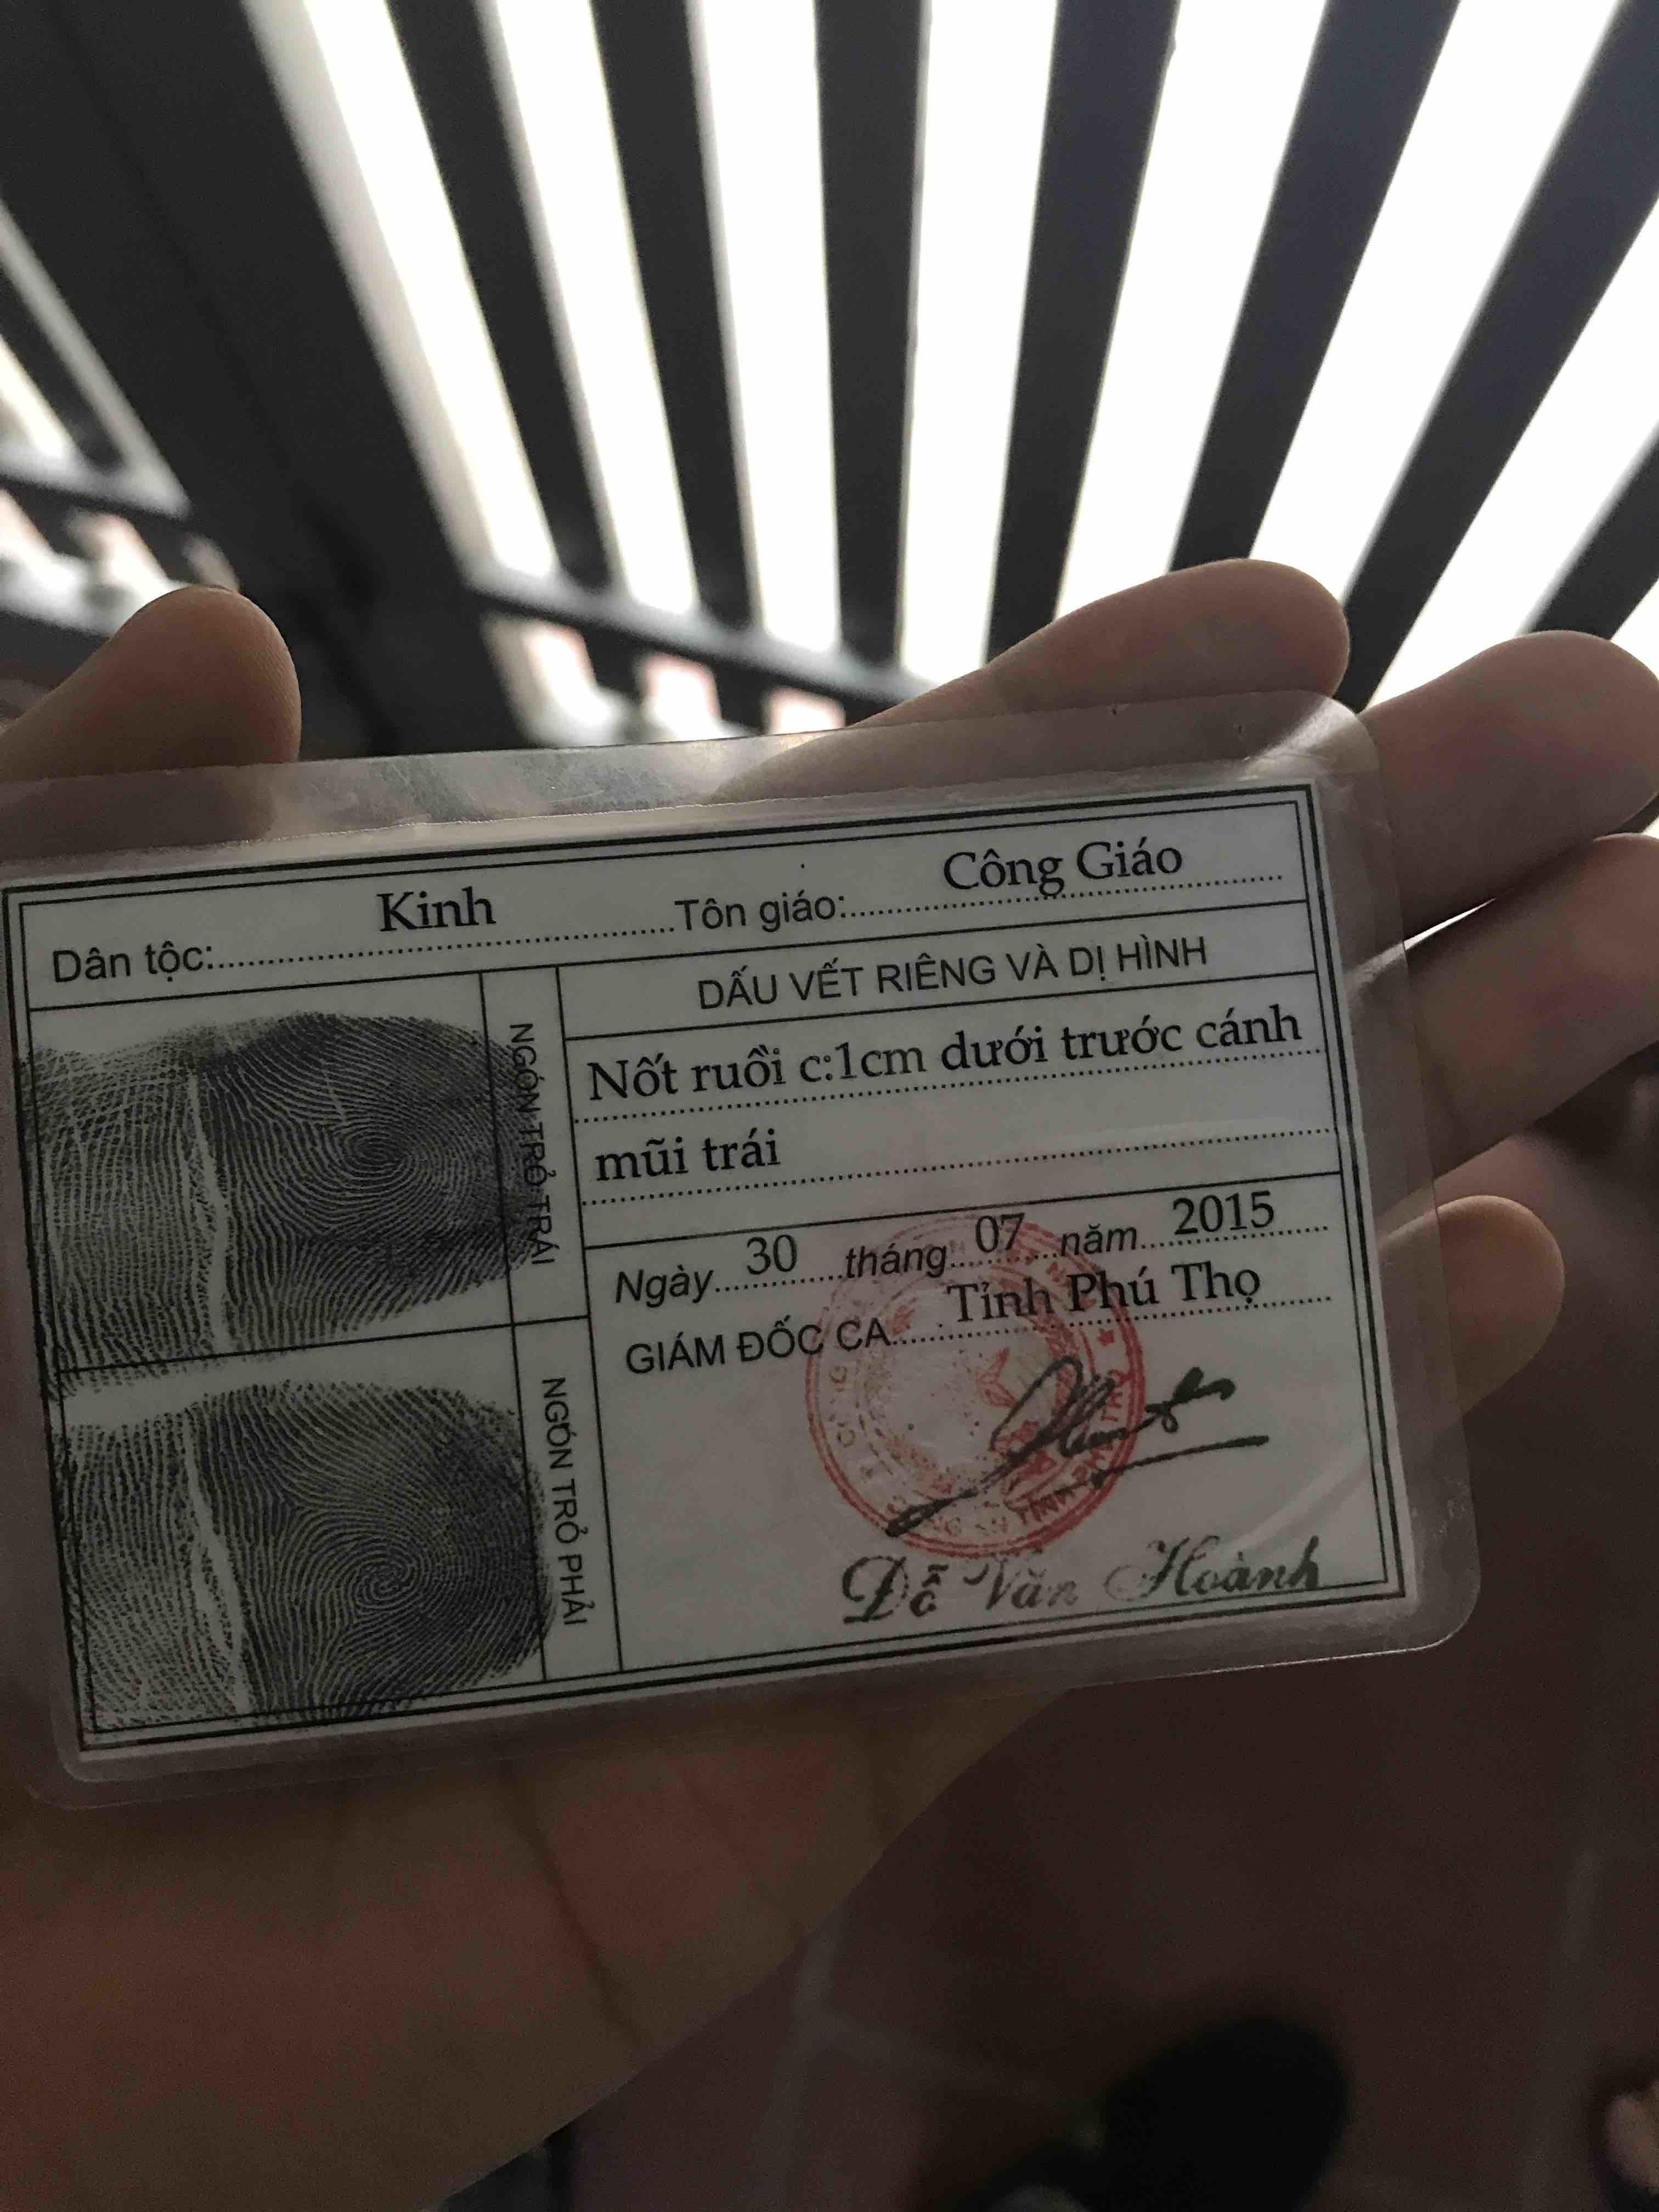 Dân tộc: Kinh Tôn giáo: Công Giáo
NGÓN TRỎ TRÁI
NGÓN TRỎ PHẢI
DẤU VẾT RIÊNG VÀ DỊ HÌNH
Nốt ruồi c:1cm dưới trước cánh
mũi trái
Ngày 30 tháng 07 năm 2015
GIÁM ĐỐC CA Tỉnh Phú Thọ
Đỗ Văn Hoành